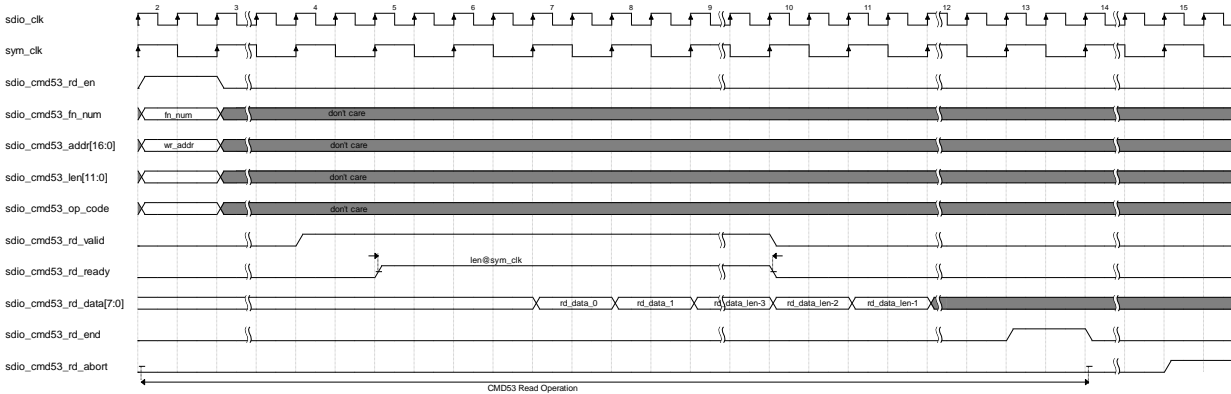 2 3 4 5 6 7 8 9 10 11 12 13 14 15
sdio_clk
sym_clk
sdio_cmd53_rd_en
sdio_cmd53_fn_num fn_num don't care
sdio_cmd53_addr[16:0] wr_addr don't care
sdio_cmd53_len[11:0] don't care
sdio_cmd53_op_code don't care
sdio_cmd53_rd_valid
sdio_cmd53_rd_ready len@sym_clk
sdio_cmd53_rd_data[7:0] rd_data_0 rd_data_1 rd_data_len-3 rd_data_len-2 rd_data_len-1
sdio_cmd53_rd_end
sdio_cmd53_rd_abort
CMD53 Read Operation